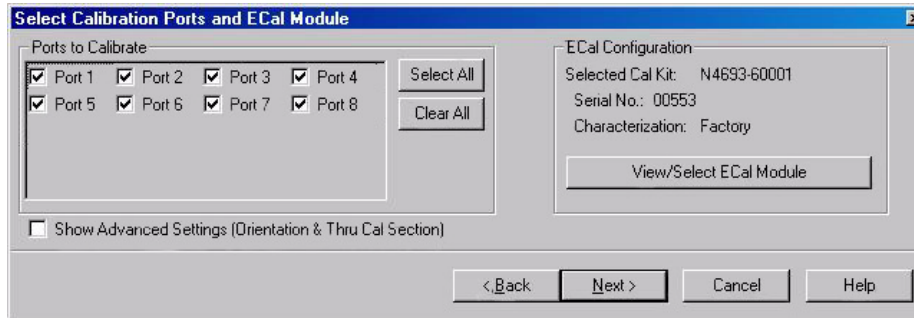 Select Calibration Ports and ECal Module
Ports to Calibrate
Port 1 Port 2 Port 3 Port 4
Port 5 Port 6 Port 7 Port 8
Select All
Clear All
ECal Configuration
Selected Cal Kit: N4693-60001
Serial No.: 00553
Characterization: Factory
View/Select ECal Module
Show Advanced Settings (Orientation & Thru Cal Section)
< Back Next > Cancel Help